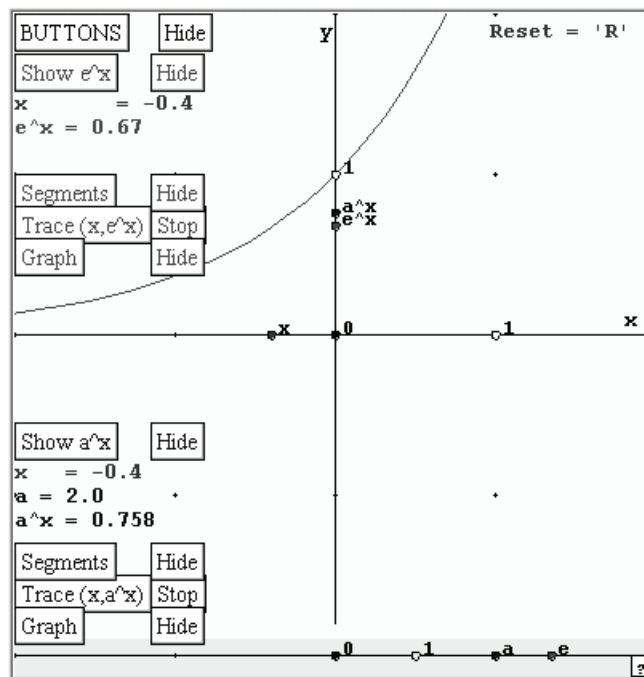 BUTTONS Hide y Reset = 'R'
Show e^x Hide
x = -0.4
e^x = 0.67
1
Segments Hide
a^x
Trace (x,e^x) Stop e^x
Graph Hide
x 0 1 x
Show a^x Hide
x = -0.4
a = 2.0
a^x = 0.758
Segments Hide
Trace (x,a^x) Stop
Graph Hide
0 1 a e
?